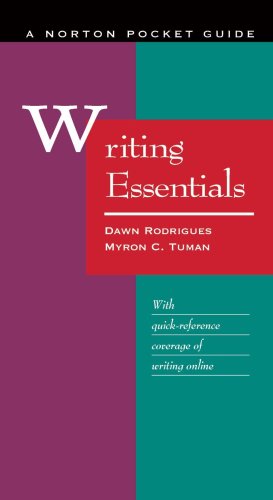 A NORTON POCKET GUIDE
Writing
Essentials
DAWN RODRIGUES
MYRON C. TUMAN
With
quick-reference
coverage of
writing online